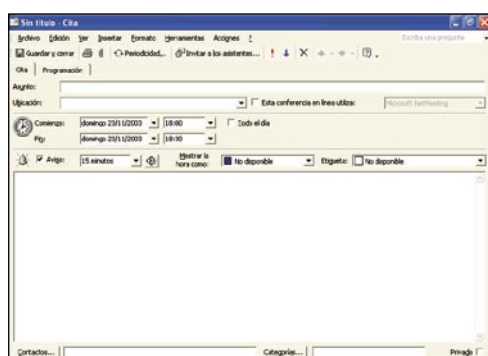 Sin título - Cita
Archivo Edición Ver Insertar Formato Herramientas Acciones ? Escriba una pregunta
Guardar y cerrar Periodicidad... Invitar a los asistentes...
Cita Programación
Asunto:
Ubicación: Esta conferencia en línea utiliza: Microsoft NetMeeting
Comienzo: domingo 23/11/2003 18:00 Todo el día
Fin: domingo 23/11/2003 18:30
Aviso: 15 minutos Mostrar la hora como: No disponible Etiqueta: No disponible
Contactos... Categorías... Privado